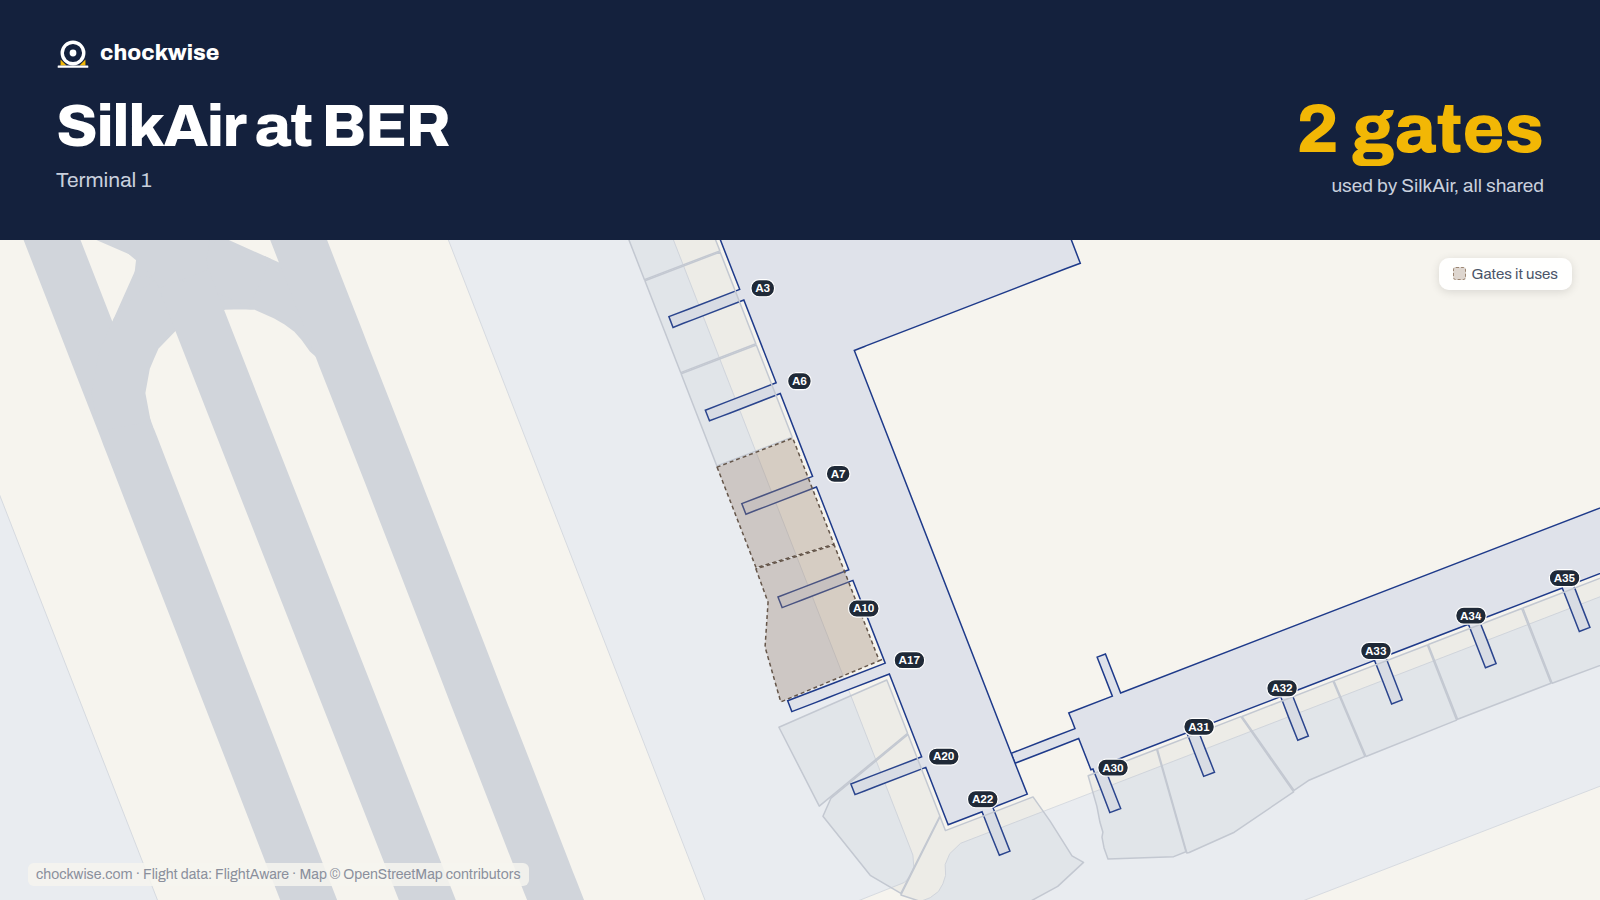 chockwise
SilkAir at BER
Terminal 1
2 gates
used by SilkAir, all shared
Gates it uses
A3
A6
A7
A10
A17
A20
A22
A30
A31
A32
A33
A34
A35
chockwise.com · Flight data: FlightAware · Map © OpenStreetMap contributors